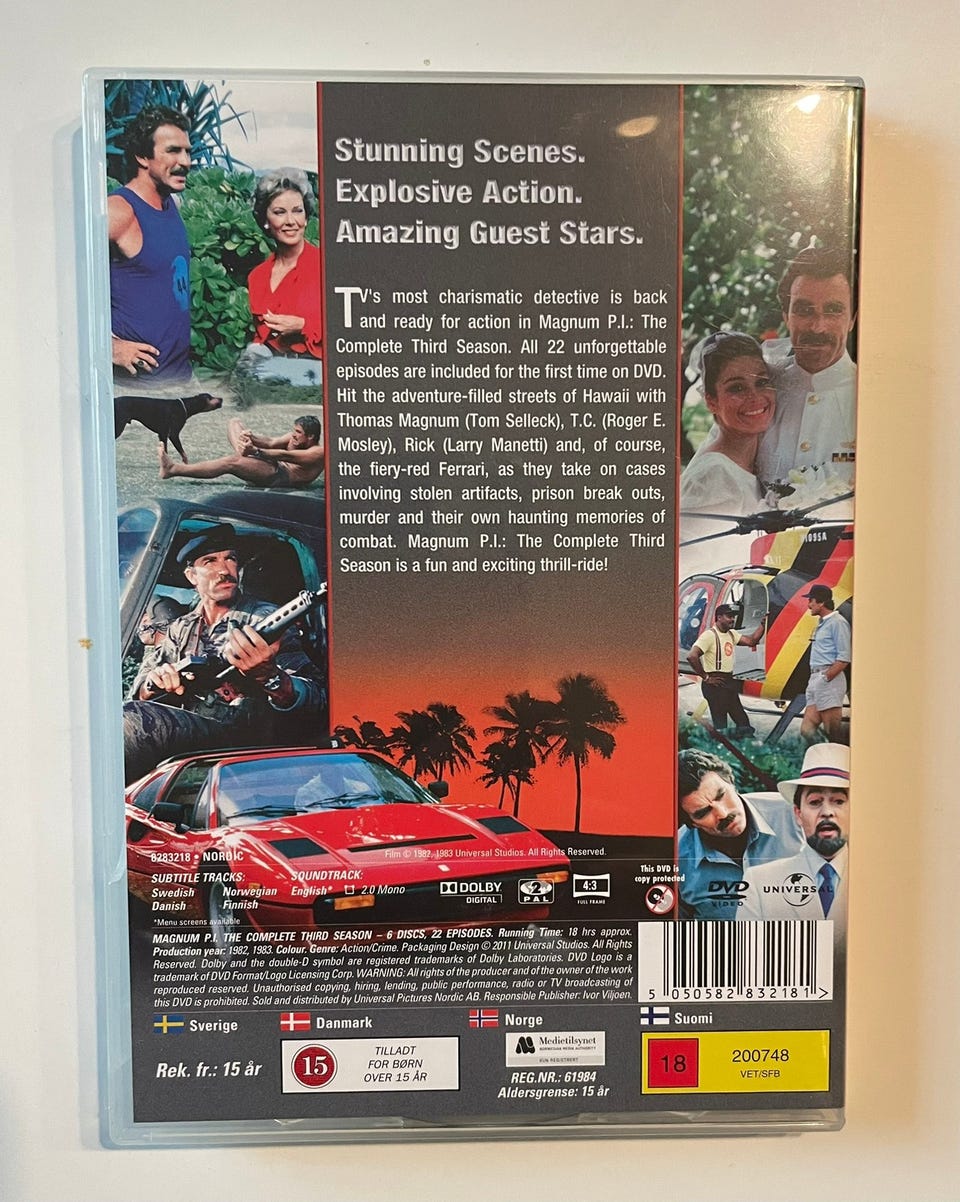 Stunning Scenes.
Explosive Action.
Amazing Guest Stars.
TV's most charismatic detective is back
and ready for action in Magnum P.I.: The
Complete Third Season. All 22 unforgettable
episodes are included for the first time on DVD.
Hit the adventure-filled streets of Hawaii with
Thomas Magnum (Tom Selleck), T.C. (Roger E.
Mosley), Rick (Larry Manetti) and, of course,
the fiery-red Ferrari, as they take on cases
involving stolen artifacts, prison break outs,
murder and their own haunting memories of
combat. Magnum P.I.: The Complete Third
Season is a fun and exciting thrill-ride!
N1095A
8283218 • NORDIC
Film © 1982, 1983 Universal Studios. All Rights Reserved.
SUBTITLE TRACKS:
Swedish Norwegian
Danish Finnish
*Menu screens available
SOUNDTRACK:
English* 2.0 Mono
DOLBY
DIGITAL
2
PAL
4:3
FULL FRAME
This DVD is
copy protected
DVD
VIDEO
UNIVERSAL
MAGNUM P.I. THE COMPLETE THIRD SEASON – 6 DISCS, 22 EPISODES. Running Time: 18 hrs approx.
Production year: 1982, 1983. Colour. Genre: Action/Crime. Packaging Design © 2011 Universal Studios. All Rights
Reserved. Dolby and the double-D symbol are registered trademarks of Dolby Laboratories. DVD Logo is a
trademark of DVD Format/Logo Licensing Corp. WARNING: All rights of the producer and of the owner of the work
reproduced reserved. Unauthorised copying, hiring, lending, public performance, radio or TV broadcasting of
this DVD is prohibited. Sold and distributed by Universal Pictures Nordic AB. Responsible Publisher: Ivor Viljoen.
5 050582 832181 >
Sverige
Rek. fr.: 15 år
Danmark
15
TILLADT
FOR BØRN
OVER 15 ÅR
Norge
Medietilsynet
NORWEGIAN MEDIA AUTHORITY
KUN REGISTRERT
REG.NR.: 61984
Aldersgrense: 15 år
Suomi
18
200748
VET/SFB